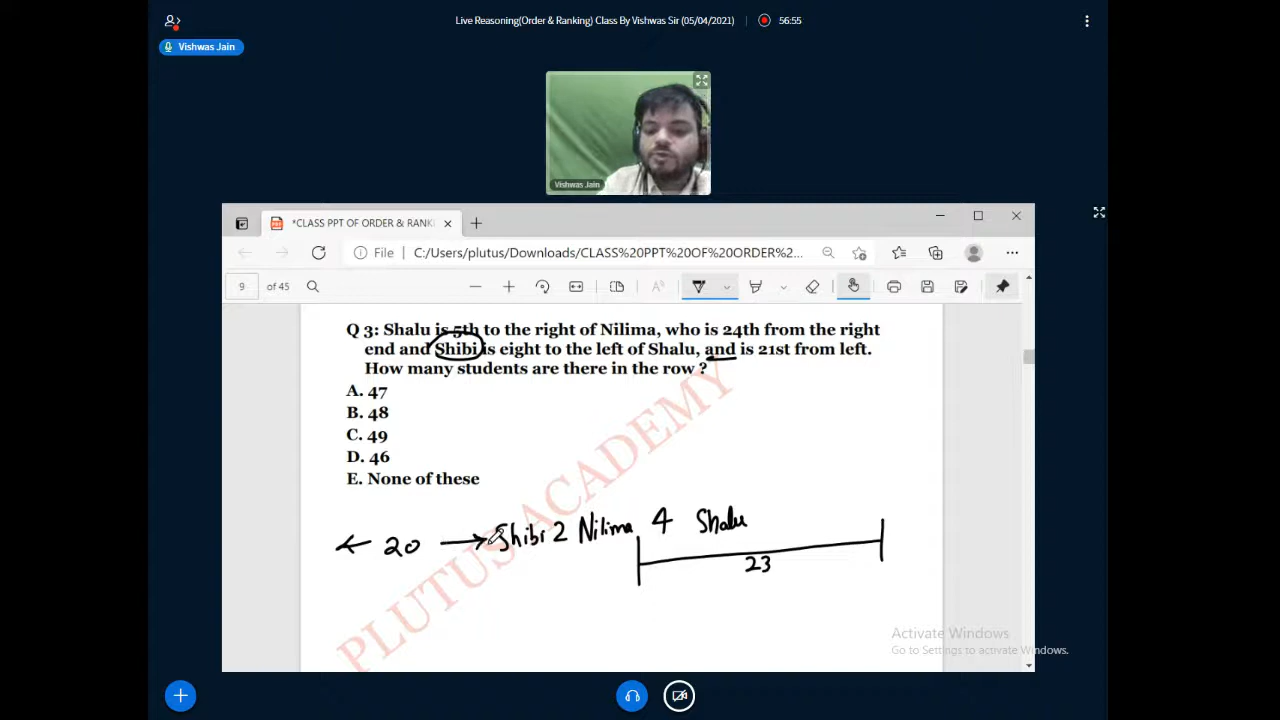 Live Reasoning(Order & Ranking) Class By Vishwas Sir (05/04/2021) 56:55
Vishwas Jain
Vishwas Jain
*CLASS PPT OF ORDER & RANKI
File C:/Users/plutus/Downloads/CLASS%20PPT%20OF%20ORDER%2...
9 of 45
Q 3: Shalu is 5th to the right of Nilima, who is 24th from the right
end and Shibi is eight to the left of Shalu, and is 21st from left.
How many students are there in the row ?
A. 47
B. 48
C. 49
D. 46
E. None of these
20 Shibi 2 Nilima 4 Shalu
23
PLUTUS ACADEMY
Activate Windows
Go to Settings to activate Windows.